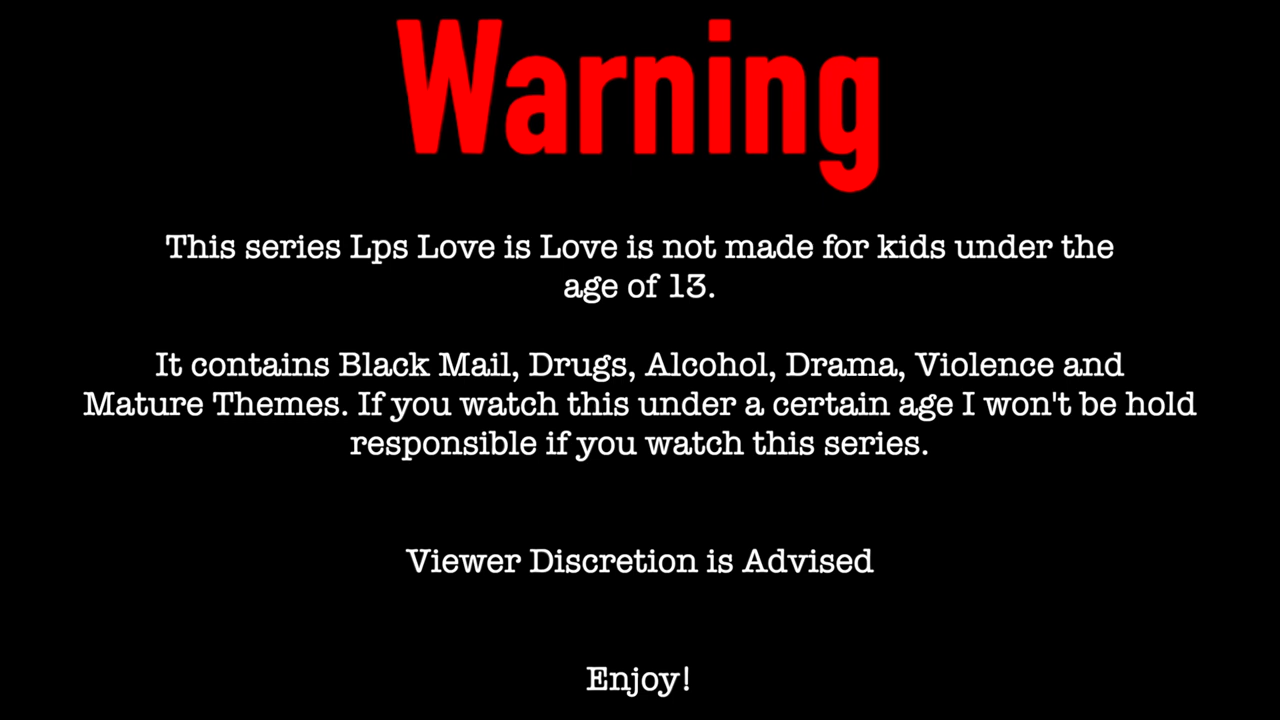 Warning
This series Lps Love is Love is not made for kids under the
age of 13.
It contains Black Mail, Drugs, Alcohol, Drama, Violence and
Mature Themes. If you watch this under a certain age I won't be hold
responsible if you watch this series.
Viewer Discretion is Advised
Enjoy!